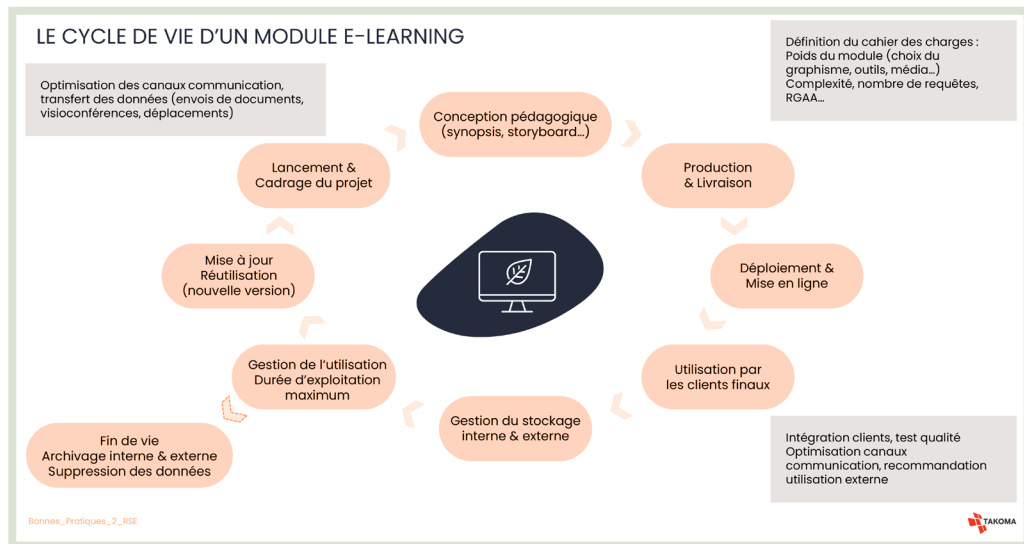 LE CYCLE DE VIE D’UN MODULE E-LEARNING
Définition du cahier des charges :
Poids du module (choix du
graphisme, outils, média…)
Complexité, nombre de requêtes,
RGAA…
Optimisation des canaux communication,
transfert des données (envois de documents,
visioconférences, déplacements)
Conception pédagogique
(synopsis, storyboard…)
Lancement &
Cadrage du projet
Production
& Livraison
Mise à jour
Réutilisation
(nouvelle version)
Déploiement &
Mise en ligne
Gestion de l’utilisation
Durée d’exploitation
maximum
Utilisation par
les clients finaux
Gestion du stockage
interne & externe
Fin de vie
Archivage interne & externe
Suppression des données
Intégration clients, test qualité
Optimisation canaux
communication, recommandation
utilisation externe
Bonnes_Pratiques_2_RSE
TAKOMA